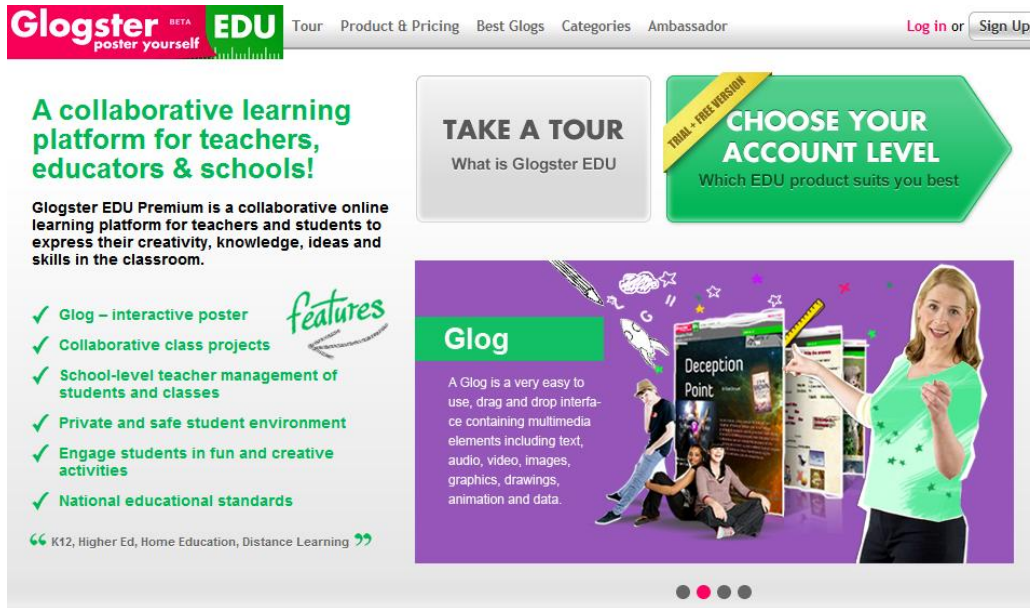 Glogster BETA
poster yourself
EDU
Tour Product & Pricing Best Glogs Categories Ambassador
Log in or Sign Up
A collaborative learning
platform for teachers,
educators & schools!
Glogster EDU Premium is a collaborative online
learning platform for teachers and students to
express their creativity, knowledge, ideas and
skills in the classroom.
features
Glog – interactive poster
Collaborative class projects
School-level teacher management of
students and classes
Private and safe student environment
Engage students in fun and creative
activities
National educational standards
“ K12, Higher Ed, Home Education, Distance Learning ”
TAKE A TOUR
What is Glogster EDU
TRIAL + FREE VERSION
CHOOSE YOUR
ACCOUNT LEVEL
Which EDU product suits you best
Glog
A Glog is a very easy to
use, drag and drop interfa-
ce containing multimedia
elements including text,
audio, video, images,
graphics, drawings,
animation and data.
Deception
Point